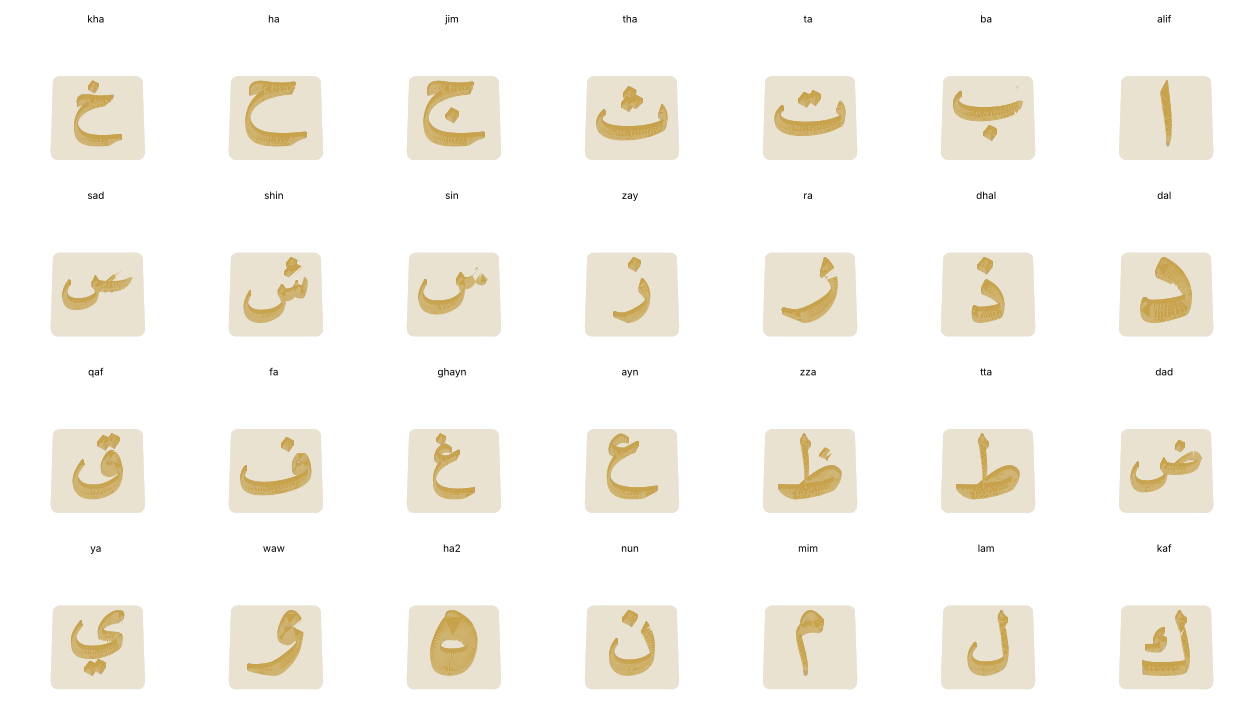 kha ha jim tha ta ba alif
خ ح ج ث ت ب ا
sad shin sin zay ra dhal dal
ص ش س ز ر ذ د
qaf fa ghayn ayn zza tta dad
ق ف غ ع ظ ط ض
ya waw ha2 nun mim lam kaf
ي و ه ن م ل ك